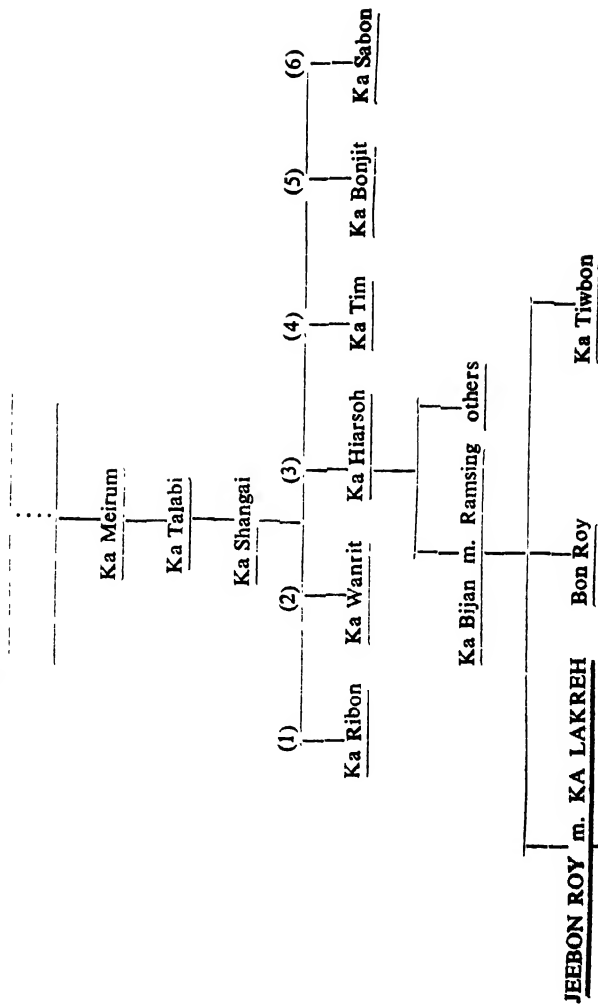 Ka Meirum
Ka Talabi
Ka Shangai
(1) (2) (3) (4) (5) (6)
Ka Ribon Ka Wanrit Ka Hiarsoh Ka Tim Ka Bonjit Ka Sabon
Ka Bijan m. Ramsing others
JEEBON ROY m. KA LAKREH Bon Roy Ka Tiwbon